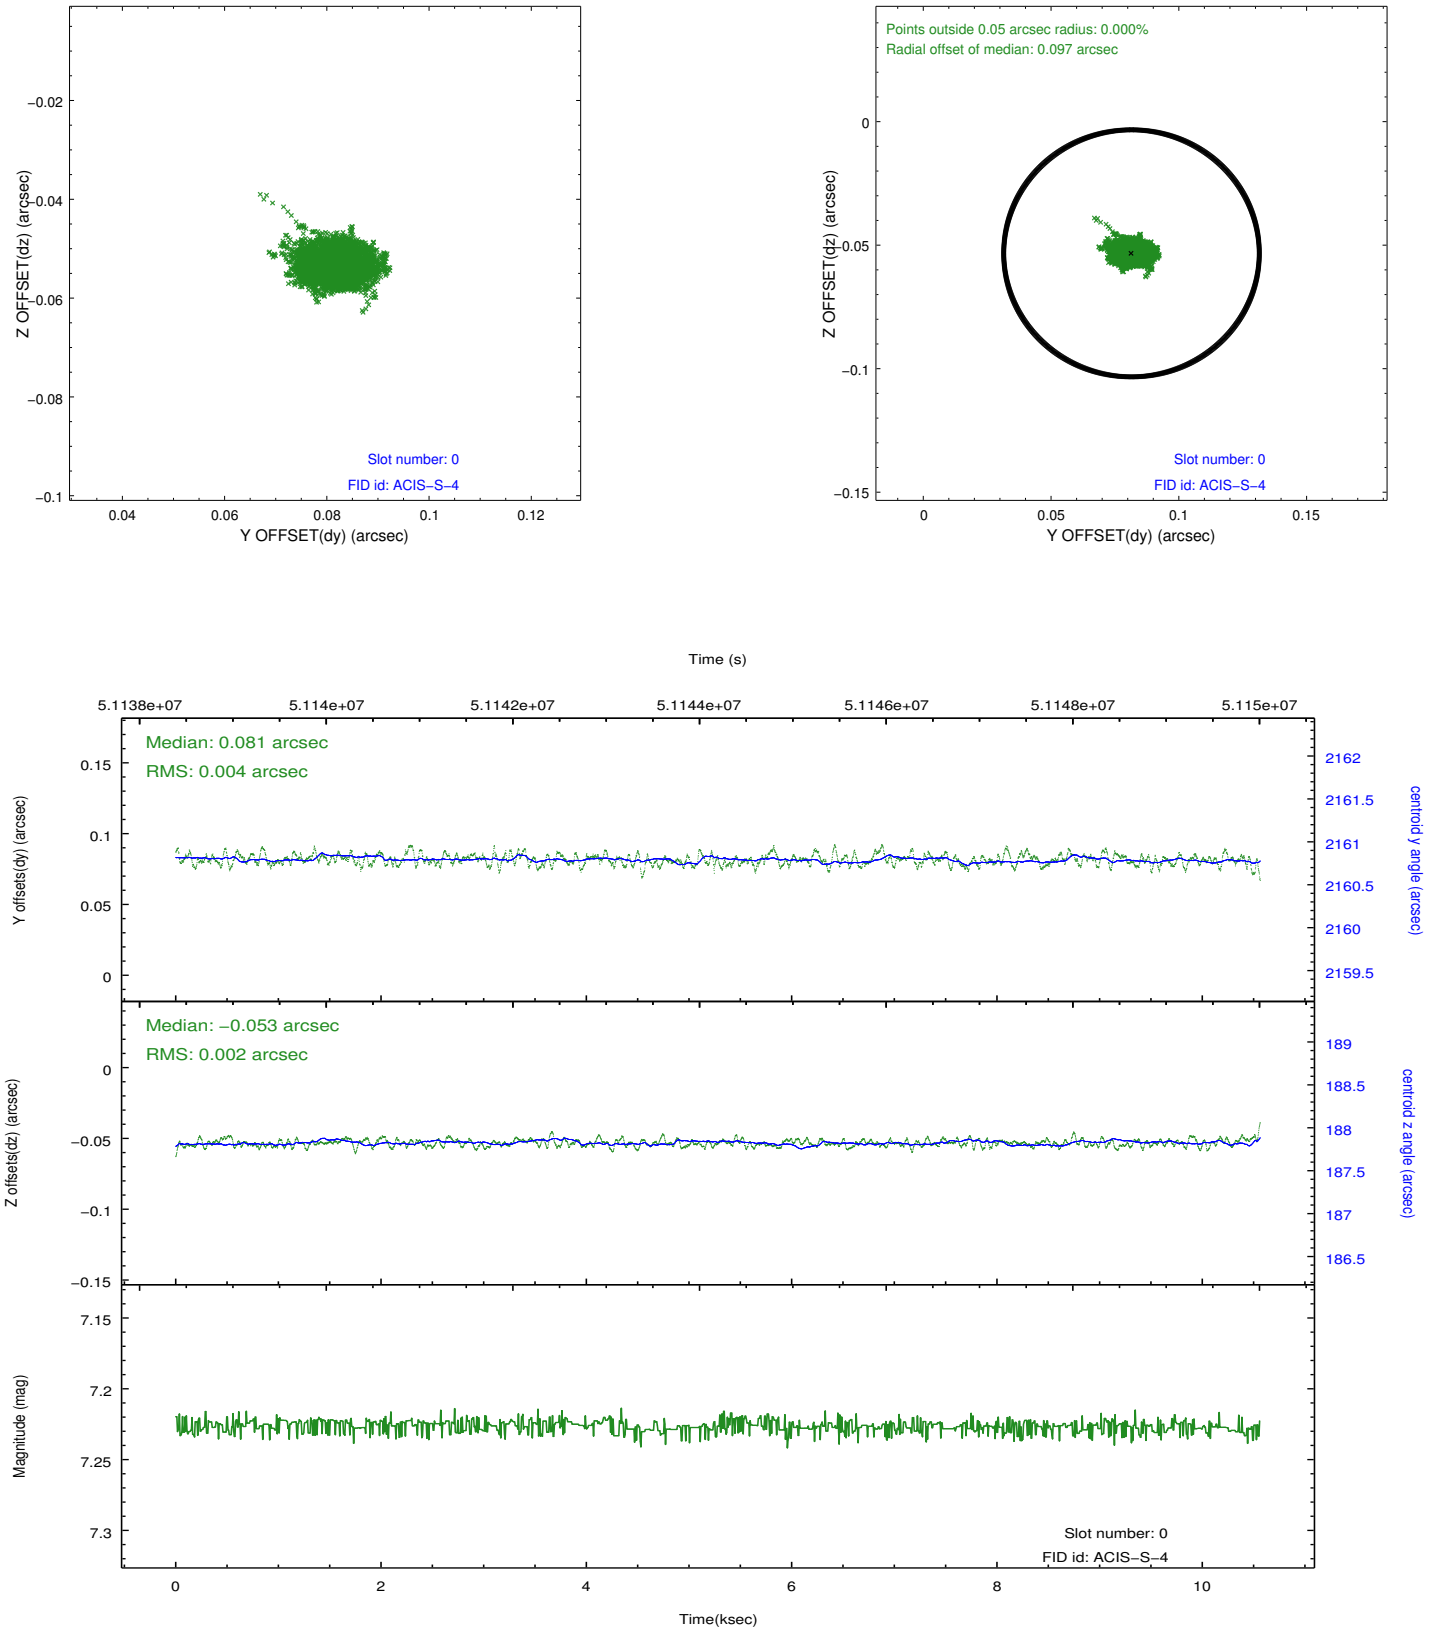 −0.02
−0.04
−0.06
−0.08
−0.1
Z OFFSET(dz) (arcsec)
Slot number: 0
FID id: ACIS−S−4
0.04 0.06 0.08 0.1 0.12
Y OFFSET(dy) (arcsec)
Points outside 0.05 arcsec radius: 0.000%
Radial offset of median: 0.097 arcsec
0
−0.05
−0.1
−0.15
Z OFFSET(dz) (arcsec)
Slot number: 0
FID id: ACIS−S−4
0 0.05 0.1 0.15
Y OFFSET(dy) (arcsec)
Time (s)
5.1138e+07 5.114e+07 5.1142e+07 5.1144e+07 5.1146e+07 5.1148e+07 5.115e+07
Median: 0.081 arcsec
RMS: 0.004 arcsec
0.15
0.1
0.05
0
Y offsets(dy) (arcsec)
2162
2161.5
2161
2160.5
2160
2159.5
centroid y angle (arcsec)
Median: −0.053 arcsec
RMS: 0.002 arcsec
0
−0.05
−0.1
−0.15
Z offsets(dz) (arcsec)
189
188.5
188
187.5
187
186.5
centroid z angle (arcsec)
7.15
7.2
7.25
7.3
Magnitude (mag)
Slot number: 0
FID id: ACIS−S−4
0 2 4 6 8 10
Time(ksec)